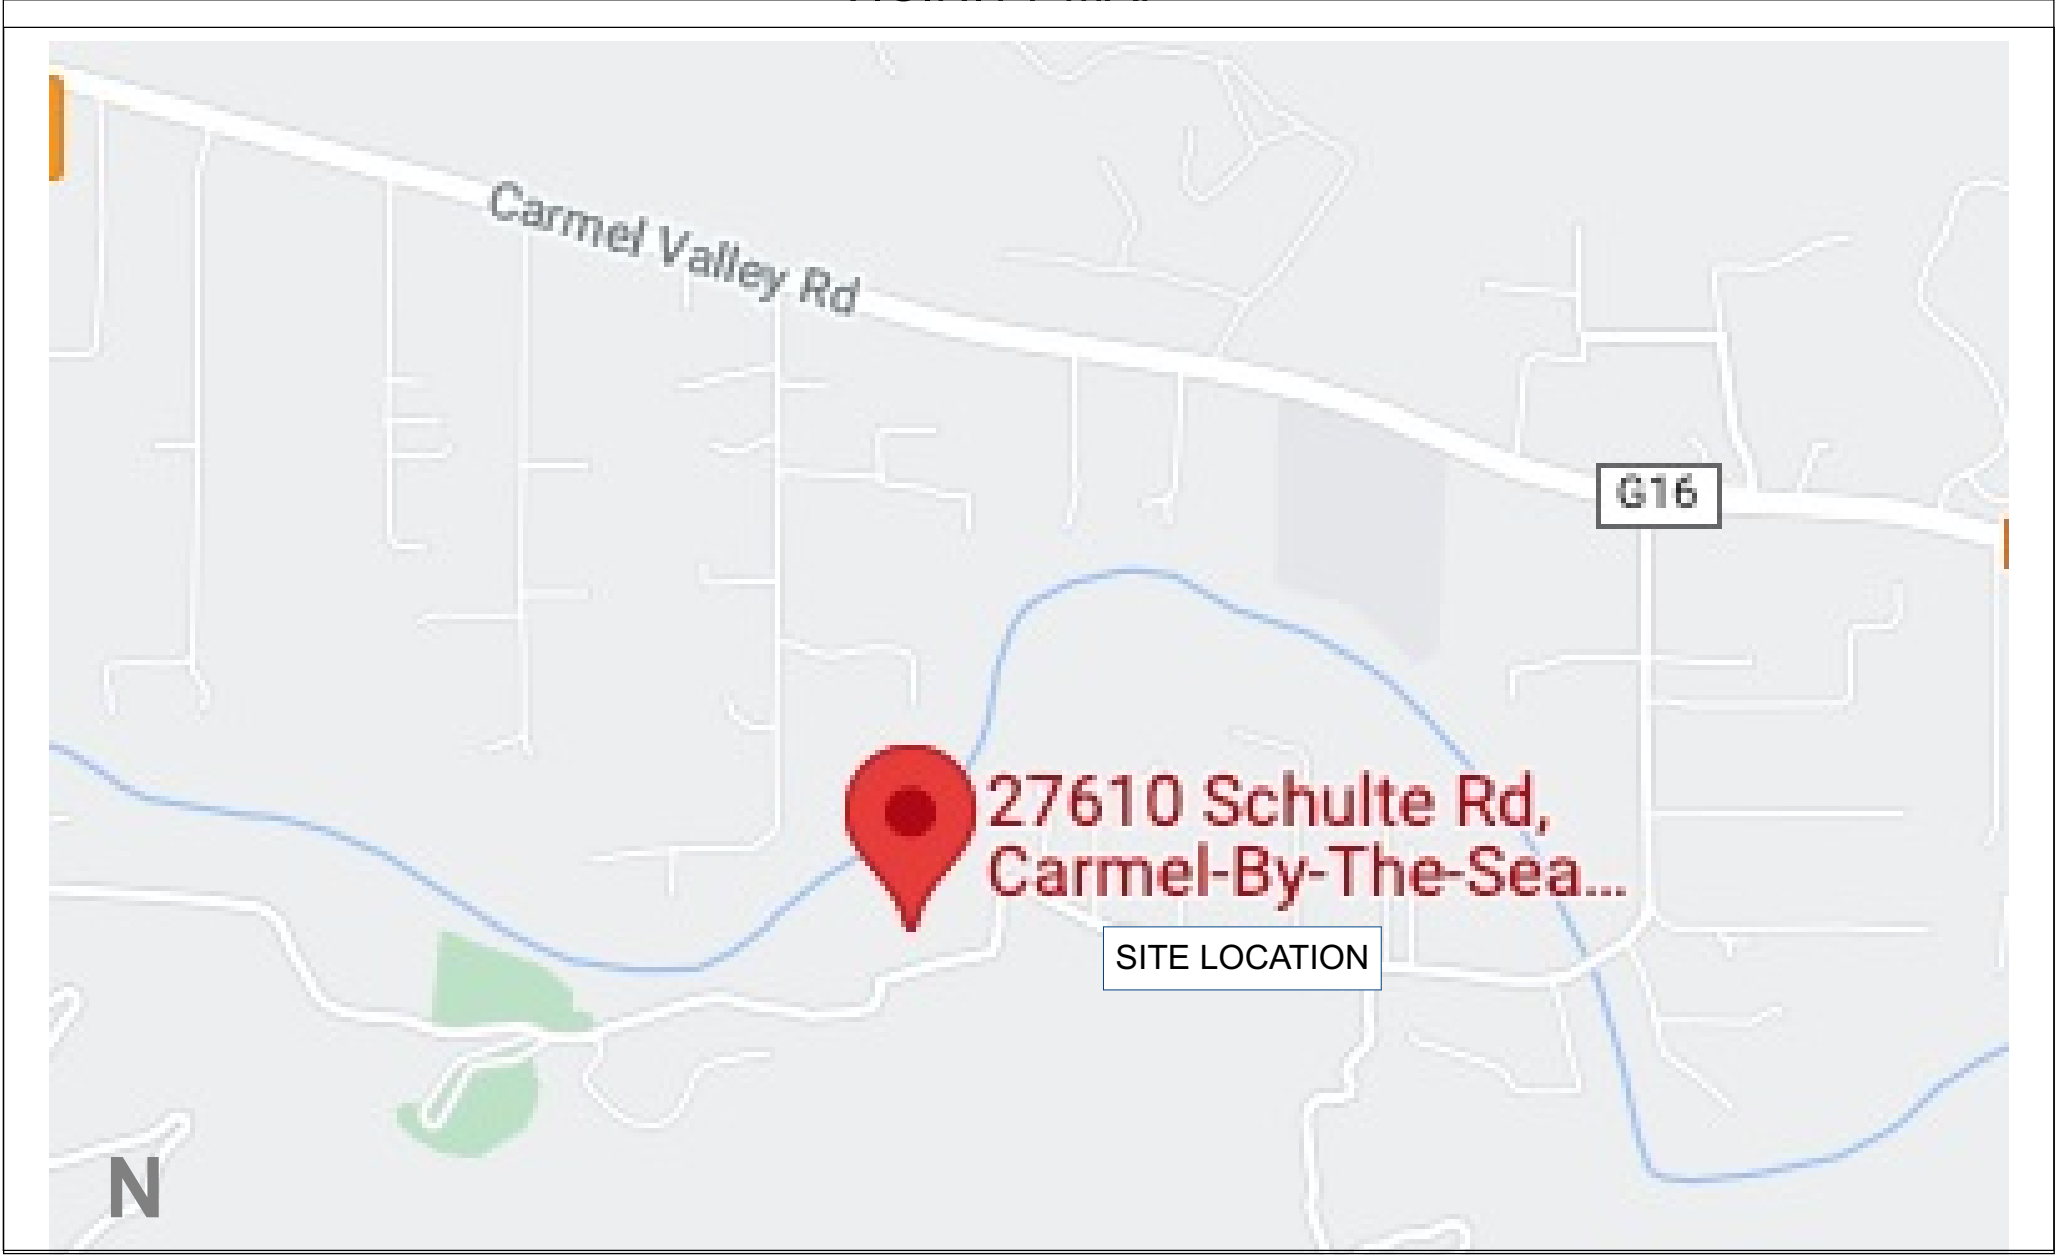 Carmel Valley Rd
G16
27610 Schulte Rd,
Carmel-By-The-Sea...
SITE LOCATION
N